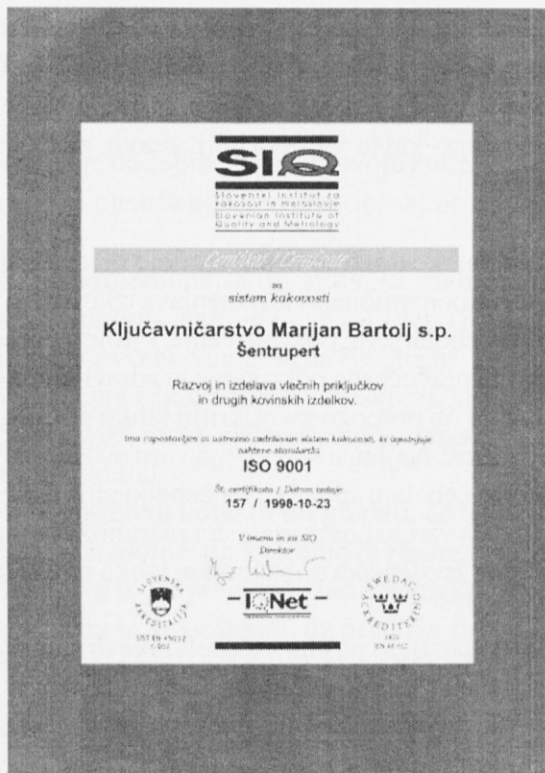 SIQ
Slovenski institut za
kakovost in meroslovje
Slovenian Institute of
Quality and Metrology
Certifikat / Certificate
za
sistem kakovosti
Ključavničarstvo Marijan Bartolj s.p.
Šentrupert
Razvoj in izdelava vlečnih priključkov
in drugih kovinskih izdelkov.
Ima vzpostavljen in ustrezno vzdrževan sistem kakovosti, ki izpolnjuje
zahteve standarda
ISO 9001
Št. certifikata / Datum izdaje
157 / 1998-10-23
V imenu in za SIQ
Direktor
SLOVENSKA
AKREDITACIJA
IQNet
SWEDAC
ACKREDITERING